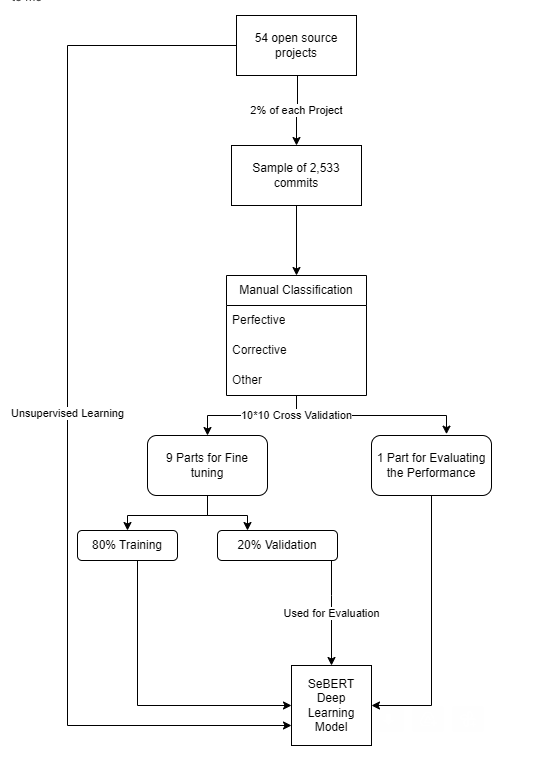 54 open source
projects
2% of each Project
Sample of 2,533
commits
Manual Classification
Perfective
Corrective
Other
Unsupervised Learning
10*10 Cross Validation
9 Parts for Fine
tuning
1 Part for Evaluating
the Performance
80% Training
20% Validation
Used for Evaluation
SeBERT
Deep
Learning
Model